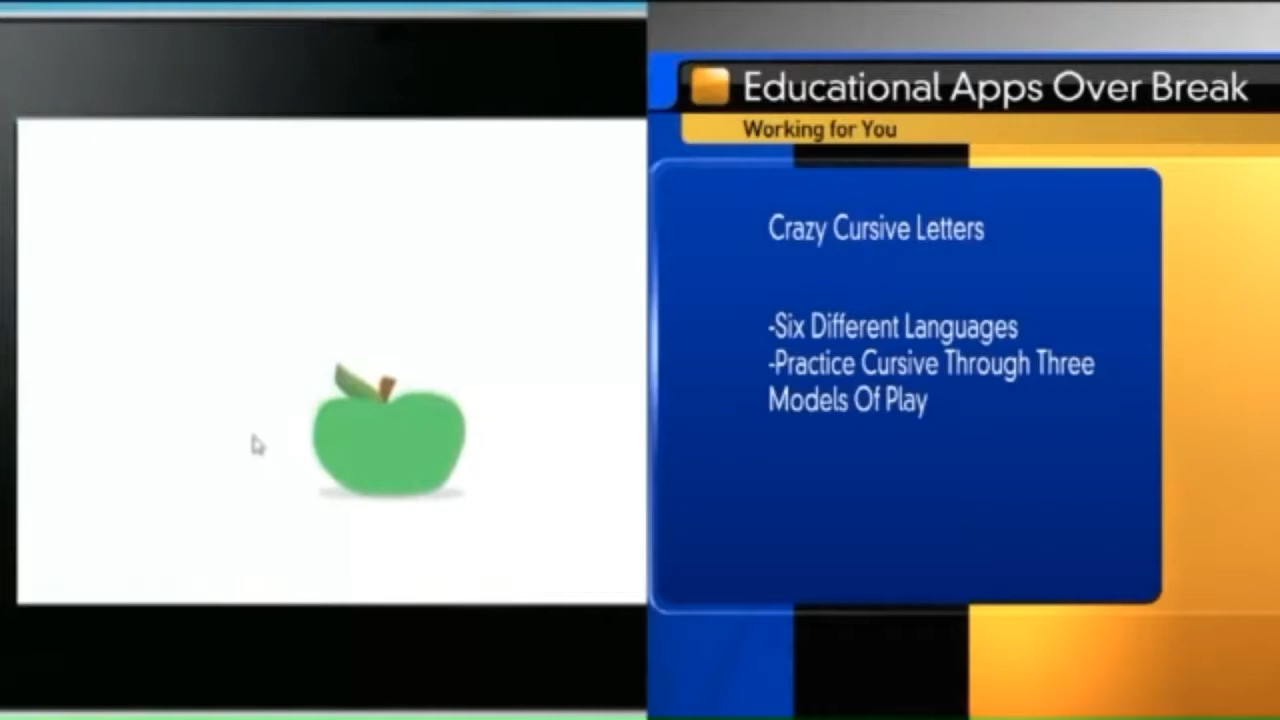 Educational Apps Over Break
Working for You
Crazy Cursive Letters
-Six Different Languages
-Practice Cursive Through Three
Models Of Play